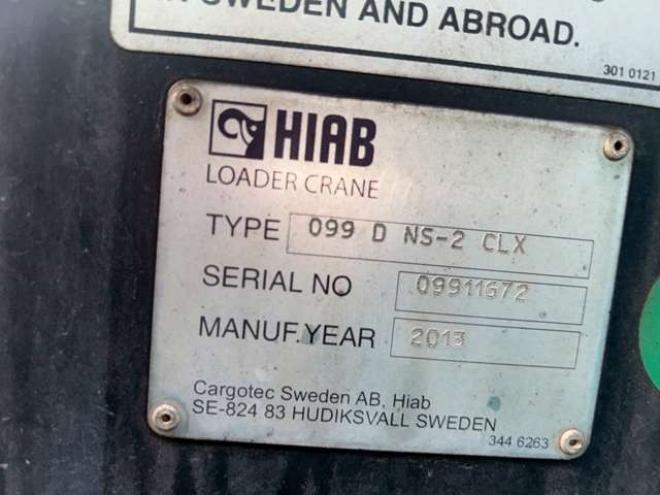 SWEDEN AND ABROAD.
301 0121
HIAB
LOADER CRANE
TYPE 099 D NS-2 CLX
SERIAL NO 09911672
MANUF.YEAR 2013
Cargotec Sweden AB, Hiab
SE-824 83 HUDIKSVALL SWEDEN
344 6263